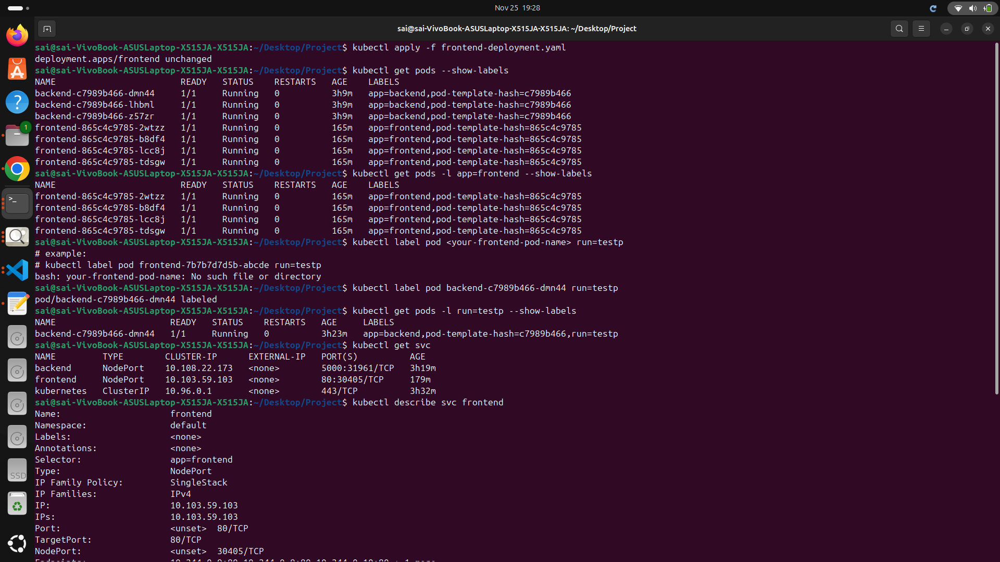 Nov 25 19:28
sai@sai-VivoBook-ASUSLaptop-X515JA-X515JA: ~/Desktop/Project
sai@sai-VivoBook-ASUSLaptop-X515JA-X515JA:~/Desktop/Project$ kubectl apply -f frontend-deployment.yaml
deployment.apps/frontend unchanged
sai@sai-VivoBook-ASUSLaptop-X515JA-X515JA:~/Desktop/Project$ kubectl get pods --show-labels
NAME READY STATUS RESTARTS AGE LABELS
backend-c7989b466-dmn44 1/1 Running 0 3h9m app=backend,pod-template-hash=c7989b466
backend-c7989b466-lhbml 1/1 Running 0 3h9m app=backend,pod-template-hash=c7989b466
backend-c7989b466-z57zr 1/1 Running 0 3h9m app=backend,pod-template-hash=c7989b466
frontend-865c4c9785-2wtzz 1/1 Running 0 165m app=frontend,pod-template-hash=865c4c9785
frontend-865c4c9785-b8df4 1/1 Running 0 165m app=frontend,pod-template-hash=865c4c9785
frontend-865c4c9785-lcc8j 1/1 Running 0 165m app=frontend,pod-template-hash=865c4c9785
frontend-865c4c9785-tdsgw 1/1 Running 0 165m app=frontend,pod-template-hash=865c4c9785
sai@sai-VivoBook-ASUSLaptop-X515JA-X515JA:~/Desktop/Project$ kubectl get pods -l app=frontend --show-labels
NAME READY STATUS RESTARTS AGE LABELS
frontend-865c4c9785-2wtzz 1/1 Running 0 165m app=frontend,pod-template-hash=865c4c9785
frontend-865c4c9785-b8df4 1/1 Running 0 165m app=frontend,pod-template-hash=865c4c9785
frontend-865c4c9785-lcc8j 1/1 Running 0 165m app=frontend,pod-template-hash=865c4c9785
frontend-865c4c9785-tdsgw 1/1 Running 0 165m app=frontend,pod-template-hash=865c4c9785
sai@sai-VivoBook-ASUSLaptop-X515JA-X515JA:~/Desktop/Project$ kubectl label pod <your-frontend-pod-name> run=testp
# example:
# kubectl label pod frontend-7b7b7d7d5b-abcde run=testp
bash: your-frontend-pod-name: No such file or directory
sai@sai-VivoBook-ASUSLaptop-X515JA-X515JA:~/Desktop/Project$ kubectl label pod backend-c7989b466-dmn44 run=testp
pod/backend-c7989b466-dmn44 labeled
sai@sai-VivoBook-ASUSLaptop-X515JA-X515JA:~/Desktop/Project$ kubectl get pods -l run=testp --show-labels
NAME READY STATUS RESTARTS AGE LABELS
backend-c7989b466-dmn44 1/1 Running 0 3h23m app=backend,pod-template-hash=c7989b466,run=testp
sai@sai-VivoBook-ASUSLaptop-X515JA-X515JA:~/Desktop/Project$ kubectl get svc
NAME TYPE CLUSTER-IP EXTERNAL-IP PORT(S) AGE
backend NodePort 10.108.22.173 <none> 5000:31961/TCP 3h19m
frontend NodePort 10.103.59.103 <none> 80:30405/TCP 179m
kubernetes ClusterIP 10.96.0.1 <none> 443/TCP 3h32m
sai@sai-VivoBook-ASUSLaptop-X515JA-X515JA:~/Desktop/Project$ kubectl describe svc frontend
Name: frontend
Namespace: default
Labels: <none>
Annotations: <none>
Selector: app=frontend
Type: NodePort
IP Family Policy: SingleStack
IP Families: IPv4
IP: 10.103.59.103
IPs: 10.103.59.103
Port: <unset> 80/TCP
TargetPort: 80/TCP
NodePort: <unset> 30405/TCP
1
SSD